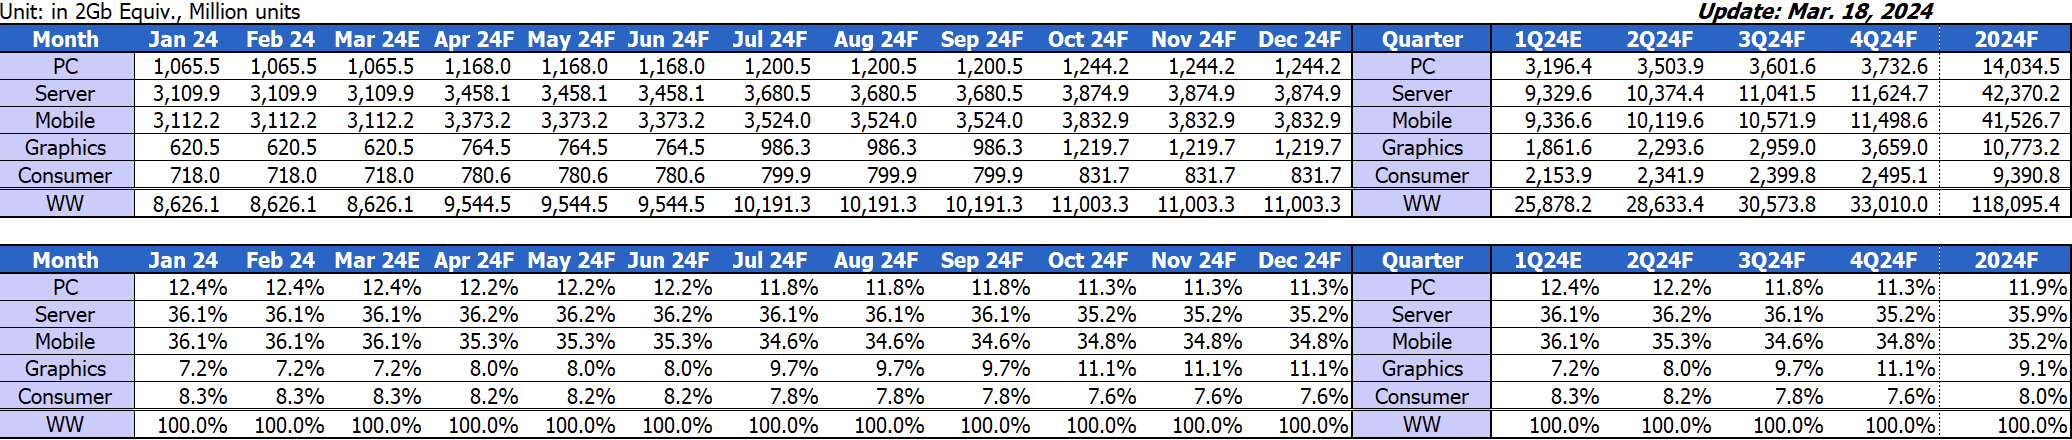 Unit: in 2Gb Equiv., Million units Update: Mar. 18, 2024
Month Jan 24 Feb 24 Mar 24E Apr 24F May 24F Jun 24F Jul 24F Aug 24F Sep 24F Oct 24F Nov 24F Dec 24F Quarter 1Q24E 2Q24F 3Q24F 4Q24F 2024F
PC 1,065.5 1,065.5 1,065.5 1,168.0 1,168.0 1,168.0 1,200.5 1,200.5 1,200.5 1,244.2 1,244.2 1,244.2 PC 3,196.4 3,503.9 3,601.6 3,732.6 14,034.5
Server 3,109.9 3,109.9 3,109.9 3,458.1 3,458.1 3,458.1 3,680.5 3,680.5 3,680.5 3,874.9 3,874.9 3,874.9 Server 9,329.6 10,374.4 11,041.5 11,624.7 42,370.2
Mobile 3,112.2 3,112.2 3,112.2 3,373.2 3,373.2 3,373.2 3,524.0 3,524.0 3,524.0 3,832.9 3,832.9 3,832.9 Mobile 9,336.6 10,119.6 10,571.9 11,498.6 41,526.7
Graphics 620.5 620.5 620.5 764.5 764.5 764.5 986.3 986.3 986.3 1,219.7 1,219.7 1,219.7 Graphics 1,861.6 2,293.6 2,959.0 3,659.0 10,773.2
Consumer 718.0 718.0 718.0 780.6 780.6 780.6 799.9 799.9 799.9 831.7 831.7 831.7 Consumer 2,153.9 2,341.9 2,399.8 2,495.1 9,390.8
WW 8,626.1 8,626.1 8,626.1 9,544.5 9,544.5 9,544.5 10,191.3 10,191.3 10,191.3 11,003.3 11,003.3 11,003.3 WW 25,878.2 28,633.4 30,573.8 33,010.0 118,095.4
Month Jan 24 Feb 24 Mar 24E Apr 24F May 24F Jun 24F Jul 24F Aug 24F Sep 24F Oct 24F Nov 24F Dec 24F Quarter 1Q24E 2Q24F 3Q24F 4Q24F 2024F
PC 12.4% 12.4% 12.4% 12.2% 12.2% 12.2% 11.8% 11.8% 11.8% 11.3% 11.3% 11.3% PC 12.4% 12.2% 11.8% 11.3% 11.9%
Server 36.1% 36.1% 36.1% 36.2% 36.2% 36.2% 36.1% 36.1% 36.1% 35.2% 35.2% 35.2% Server 36.1% 36.2% 36.1% 35.2% 35.9%
Mobile 36.1% 36.1% 36.1% 35.3% 35.3% 35.3% 34.6% 34.6% 34.6% 34.8% 34.8% 34.8% Mobile 36.1% 35.3% 34.6% 34.8% 35.2%
Graphics 7.2% 7.2% 7.2% 8.0% 8.0% 8.0% 9.7% 9.7% 9.7% 11.1% 11.1% 11.1% Graphics 7.2% 8.0% 9.7% 11.1% 9.1%
Consumer 8.3% 8.3% 8.3% 8.2% 8.2% 8.2% 7.8% 7.8% 7.8% 7.6% 7.6% 7.6% Consumer 8.3% 8.2% 7.8% 7.6% 8.0%
WW 100.0% 100.0% 100.0% 100.0% 100.0% 100.0% 100.0% 100.0% 100.0% 100.0% 100.0% 100.0% WW 100.0% 100.0% 100.0% 100.0% 100.0%